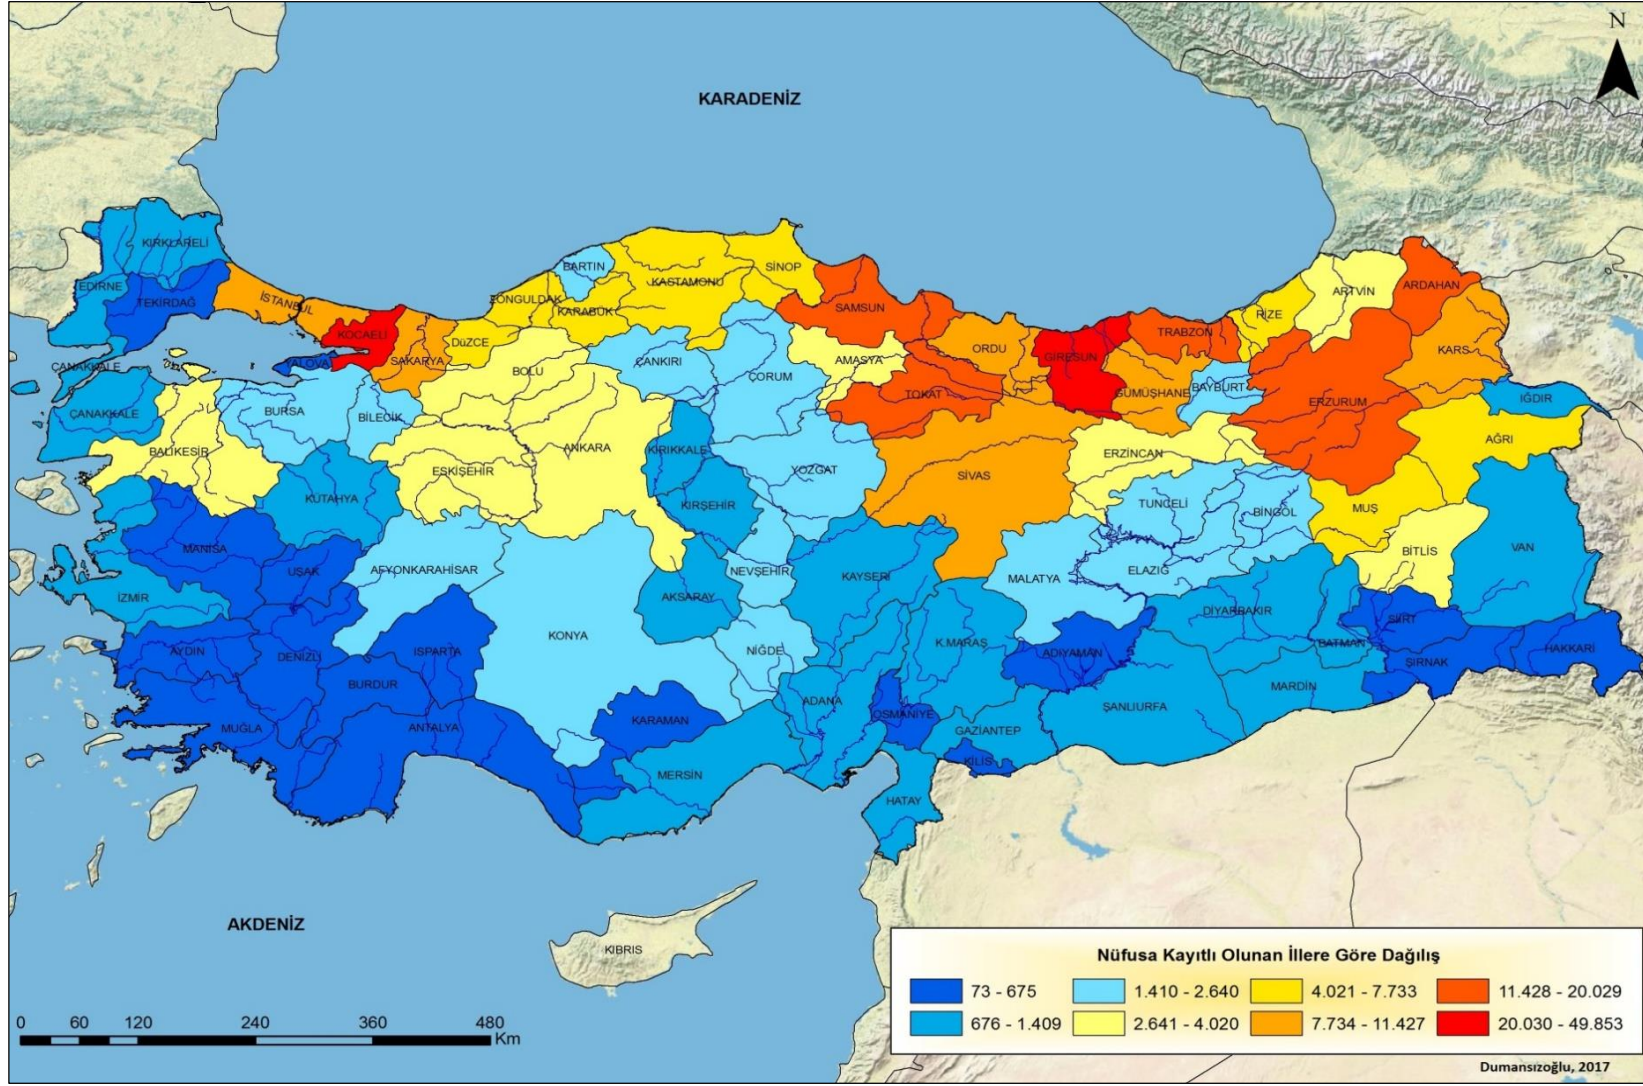 N
KARADENİZ
KIRKLARELİ
EDİRNE
TEKİRDAĞ
İSTANBUL
KOCAELİ
YALOVA
SAKARYA
DÜZCE
ZONGULDAK
BARTIN
KARABÜK
KASTAMONU
SİNOP
SAMSUN
ORDU
GİRESUN
TRABZON
RİZE
ARTVİN
ARDAHAN
KARS
GÜMÜŞHANE
BAYBURT
ERZURUM
IĞDIR
AĞRI
ÇANAKKALE
ÇANAKKALE
BURSA
BİLECİK
BOLU
ÇANKIRI
ÇORUM
AMASYA
TOKAT
BALIKESİR
ESKİŞEHİR
ANKARA
KIRIKKALE
YOZGAT
SİVAS
ERZİNCAN
KÜTAHYA
KIRŞEHİR
TUNCELİ
BİNGÖL
MUŞ
BİTLİS
VAN
MANİSA
UŞAK
AFYONKARAHİSAR
NEVŞEHİR
KAYSERİ
MALATYA
ELAZIĞ
İZMİR
AKSARAY
DİYARBAKIR
SİİRT
BATMAN
AYDIN
DENİZLİ
ISPARTA
KONYA
NİĞDE
K.MARAŞ
ADIYAMAN
ŞIRNAK
HAKKARİ
BURDUR
MARDİN
MUĞLA
ANTALYA
KARAMAN
ADANA
OSMANİYE
GAZİANTEP
ŞANLIURFA
KİLİS
MERSİN
HATAY
AKDENİZ
KIBRIS
Nüfusa Kayıtlı Olunan İllere Göre Dağılış
73 - 675
1.410 - 2.640
4.021 - 7.733
11.428 - 20.029
676 - 1.409
2.641 - 4.020
7.734 - 11.427
20.030 - 49.853
0 60 120 240 360 480
Km
Dumansızoğlu, 2017